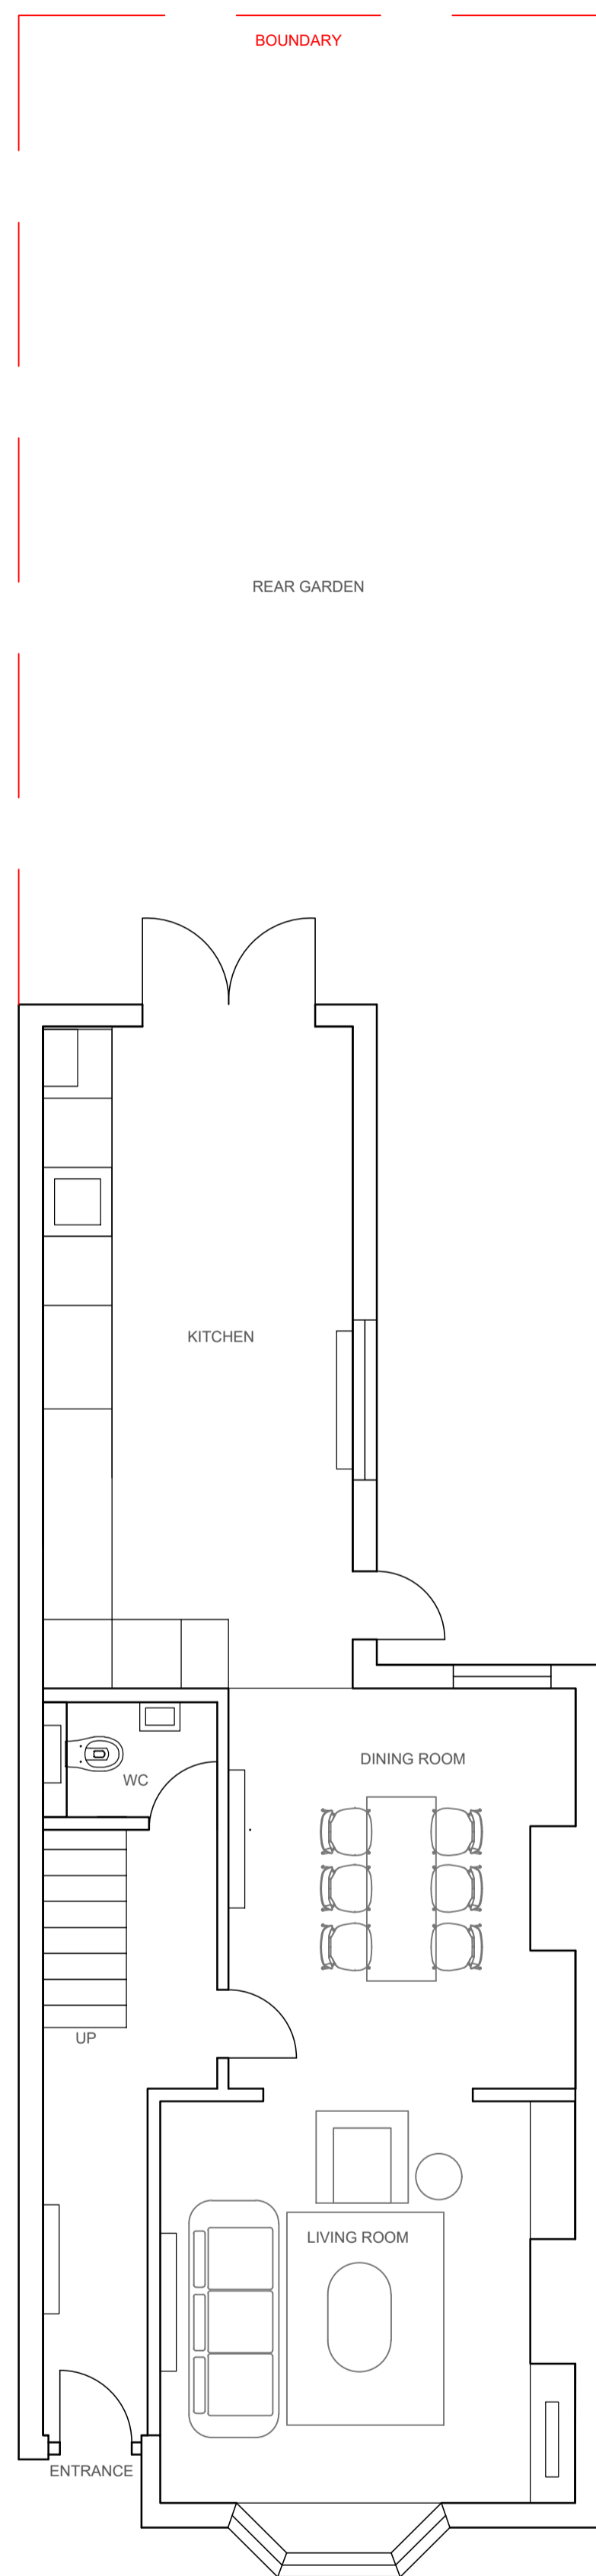 BOUNDARY
REAR GARDEN
KITCHEN
DINING ROOM
WC
UP
LIVING ROOM
ENTRANCE